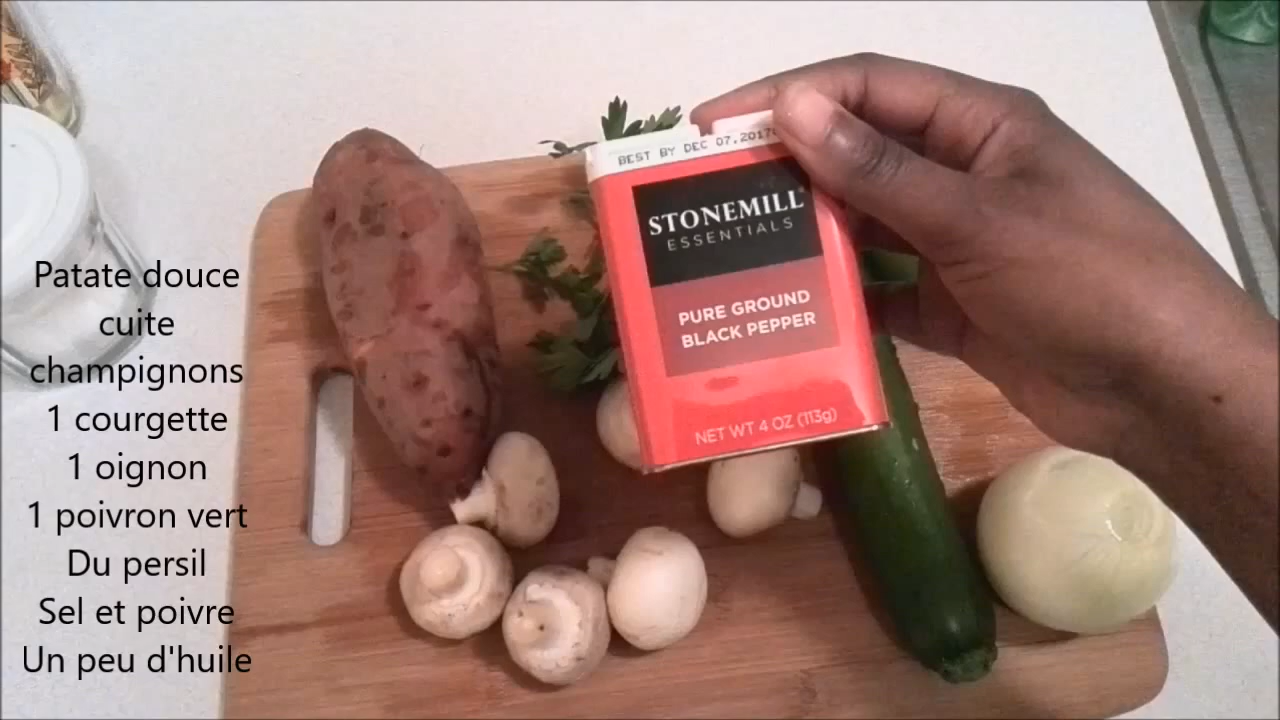 Patate douce
cuite
champignons
1 courgette
1 oignon
1 poivron vert
Du persil
Sel et poivre
Un peu d'huile
BEST BY DEC 07,2017
STONEMILL
ESSENTIALS
PURE GROUND
BLACK PEPPER
NET WT 4 OZ (113g)